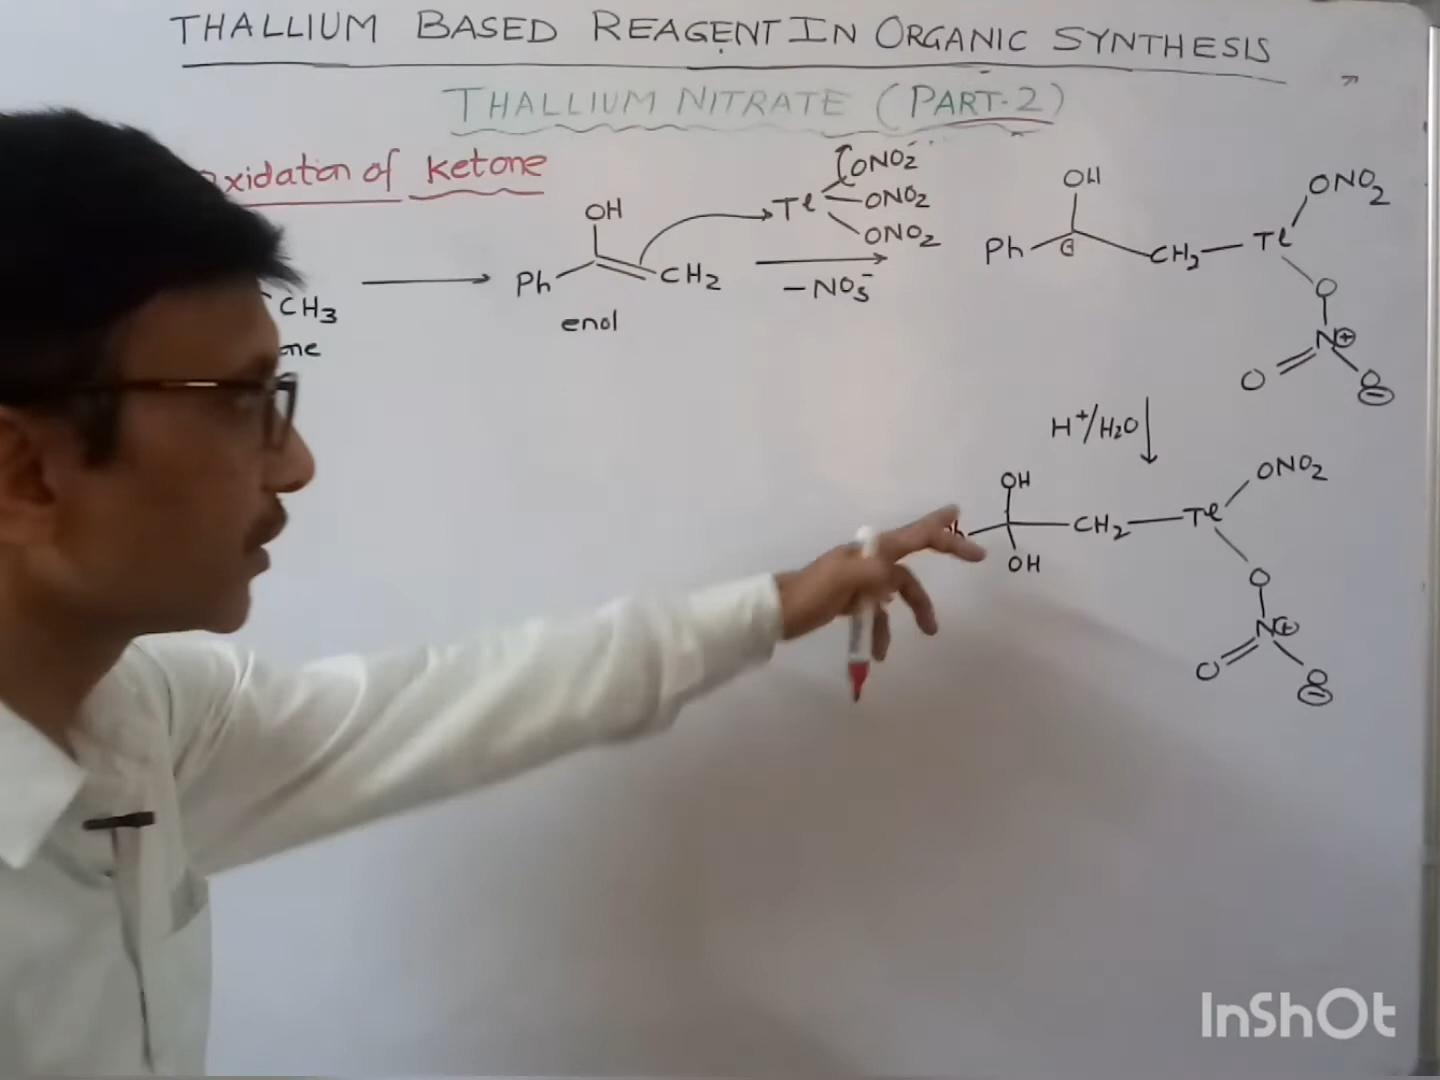 THALLIUM BASED REAGENT IN ORGANIC SYNTHESIS
THALLIUM NITRATE (PART-2)
oxidation of ketone
OH
Ph
CH2
enol
CH3
Tl
ONO2
ONO2
ONO2
-NO3-
OH
Ph
C
CH2
Tl
ONO2
O
N+
O
O-
H+/H2O
OH
OH
CH2
Tl
ONO2
O
N+
O
O-
InShOt